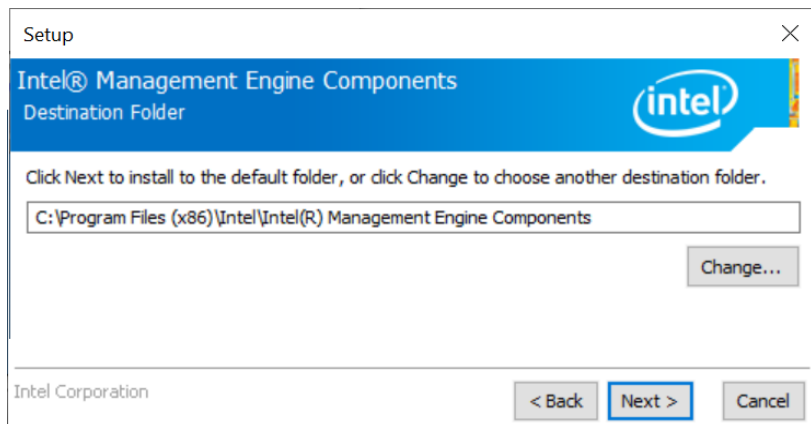 Setup
Intel® Management Engine Components
Destination Folder
intel
Click Next to install to the default folder, or click Change to choose another destination folder.
C:\Program Files (x86)\Intel\Intel(R) Management Engine Components
Change...
Intel Corporation
< Back
Next >
Cancel